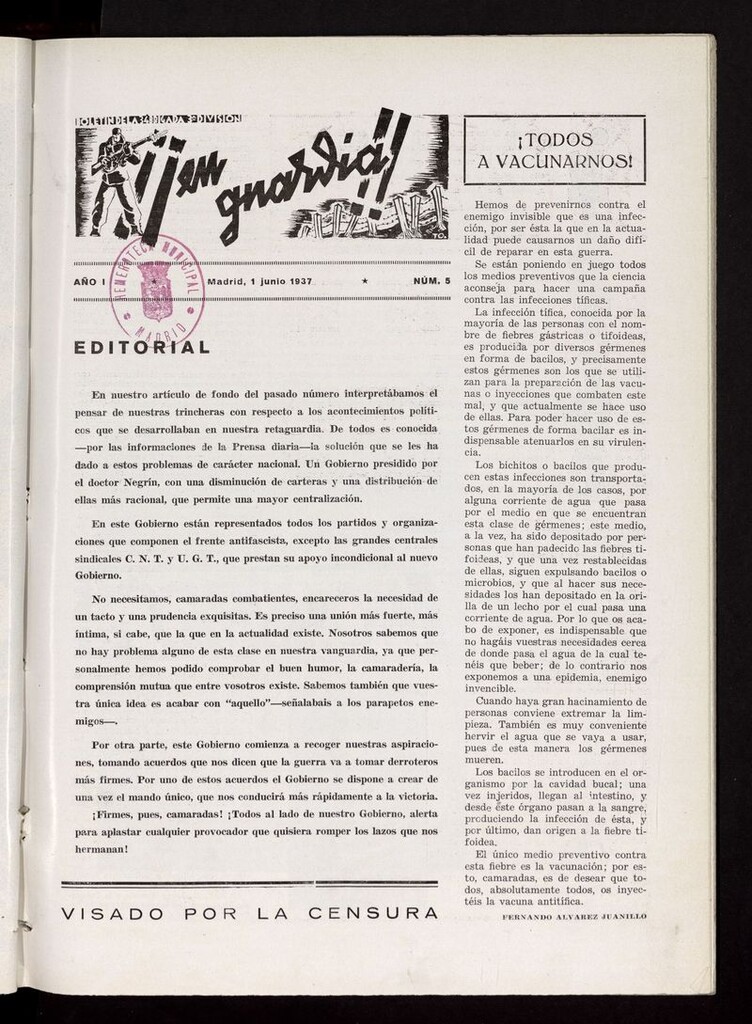 BOLETIN DE LA 34 BRIGADA 3ª DIVISIÓN
¡¡en guardia!!
TO.
AÑO I ★ Madrid, 1 junio 1937 ★ NÚM. 5
HEMEROTECA MUNICIPAL
MADRID
EDITORIAL
En nuestro artículo de fondo del pasado número interpretábamos el
pensar de nuestras trincheras con respecto a los acontecimientos políti-
cos que se desarrollaban en nuestra retaguardia. De todos es conocida
—por las informaciones de la Prensa diaria—la solución que se les ha
dado a estos problemas de carácter nacional. Un Gobierno presidido por
el doctor Negrín, con una disminución de carteras y una distribución de
ellas más racional, que permite una mayor centralización.
En este Gobierno están representados todos los partidos y organiza-
ciones que componen el frente antifascista, excepto las grandes centrales
sindicales C. N. T. y U. G. T., que prestan su apoyo incondicional al nuevo
Gobierno.
No necesitamos, camaradas combatientes, encareceros la necesidad de
un tacto y una prudencia exquisitas. Es preciso una unión más fuerte, más
íntima, si cabe, que la que en la actualidad existe. Nosotros sabemos que
no hay problema alguno de esta clase en nuestra vanguardia, ya que per-
sonalmente hemos podido comprobar el buen humor, la camaradería, la
comprensión mutua que entre vosotros existe. Sabemos también que vues-
tra única idea es acabar con "aquello"—señalabais a los parapetos ene-
migos—.
Por otra parte, este Gobierno comienza a recoger nuestras aspiracio-
nes, tomando acuerdos que nos dicen que la guerra va a tomar derroteros
más firmes. Por uno de estos acuerdos el Gobierno se dispone a crear de
una vez el mando único, que nos conducirá más rápidamente a la victoria.
¡Firmes, pues, camaradas! ¡Todos al lado de nuestro Gobierno, alerta
para aplastar cualquier provocador que quisiera romper los lazos que nos
hermanan!
VISADO POR LA CENSURA
¡TODOS
A VACUNARNOS!
Hemos de prevenirnos contra el
enemigo invisible que es una infec-
ción, por ser ésta la que en la actua-
lidad puede causarnos un daño difí-
cil de reparar en esta guerra.
Se están poniendo en juego todos
los medios preventivos que la ciencia
aconseja para hacer una campaña
contra las infecciones tíficas.
La infección tífica, conocida por la
mayoría de las personas con el nom-
bre de fiebres gástricas o tifoideas,
es producida por diversos gérmenes
en forma de bacilos, y precisamente
estos gérmenes son los que se utili-
zan para la preparación de las vacu-
nas o inyecciones que combaten este
mal, y que actualmente se hace uso
de ellas. Para poder hacer uso de es-
tos gérmenes de forma bacilar es in-
dispensable atenuarlos en su virulen-
cia.
Los bichitos o bacilos que produ-
cen estas infecciones son transporta-
dos, en la mayoría de los casos, por
alguna corriente de agua que pasa
por el medio en que se encuentran
esta clase de gérmenes; este medio,
a la vez, ha sido depositado por per-
sonas que han padecido las fiebres ti-
foideas, y que una vez restablecidas
de ellas, siguen expulsando bacilos o
microbios, y que al hacer sus nece-
sidades los han depositado en la ori-
lla de un lecho por el cual pasa una
corriente de agua. Por lo que os aca-
bo de exponer, es indispensable que
no hagáis vuestras necesidades cerca
de donde pasa el agua de la cual te-
néis que beber; de lo contrario nos
exponemos a una epidemia, enemigo
invencible.
Cuando haya gran hacinamiento de
personas conviene extremar la lim-
pieza. También es muy conveniente
hervir el agua que se vaya a usar,
pues de esta manera los gérmenes
mueren.
Los bacilos se introducen en el or-
ganismo por la cavidad bucal; una
vez injeridos, llegan al intestino, y
desde este órgano pasan a la sangre,
produciendo la infección de ésta, y
por último, dan origen a la fiebre ti-
foidea.
El único medio preventivo contra
esta fiebre es la vacunación; por es-
to, camaradas, es de desear que to-
dos, absolutamente todos, os inyec-
téis la vacuna antitífica.
FERNANDO ALVAREZ JUANILLO